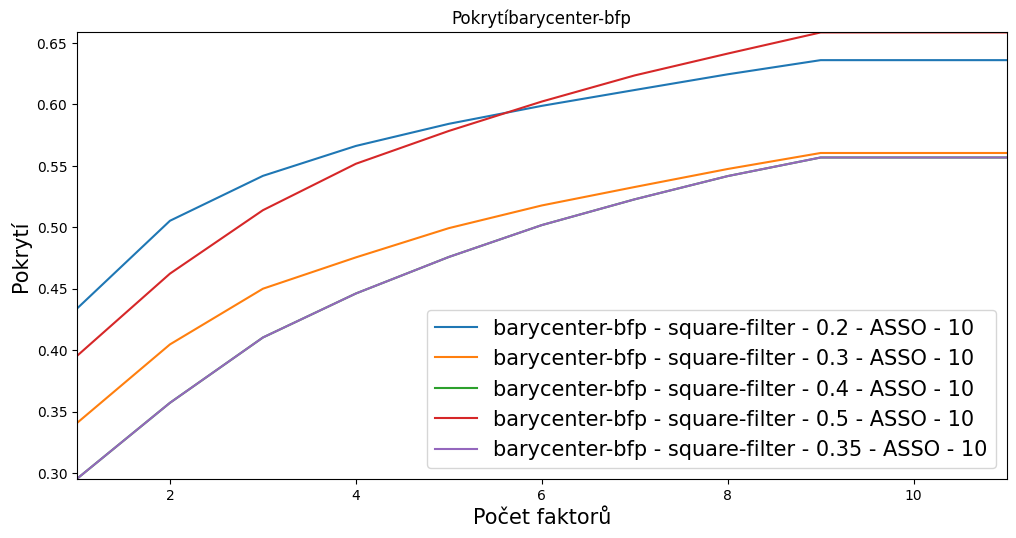 Pokrytíbarycenter-bfp
0.65
0.60
0.55
0.50
0.45
0.40
0.35
0.30
Pokrytí
barycenter-bfp - square-filter - 0.2 - ASSO - 10
barycenter-bfp - square-filter - 0.3 - ASSO - 10
barycenter-bfp - square-filter - 0.4 - ASSO - 10
barycenter-bfp - square-filter - 0.5 - ASSO - 10
barycenter-bfp - square-filter - 0.35 - ASSO - 10
2 4 6 8 10
Počet faktorů